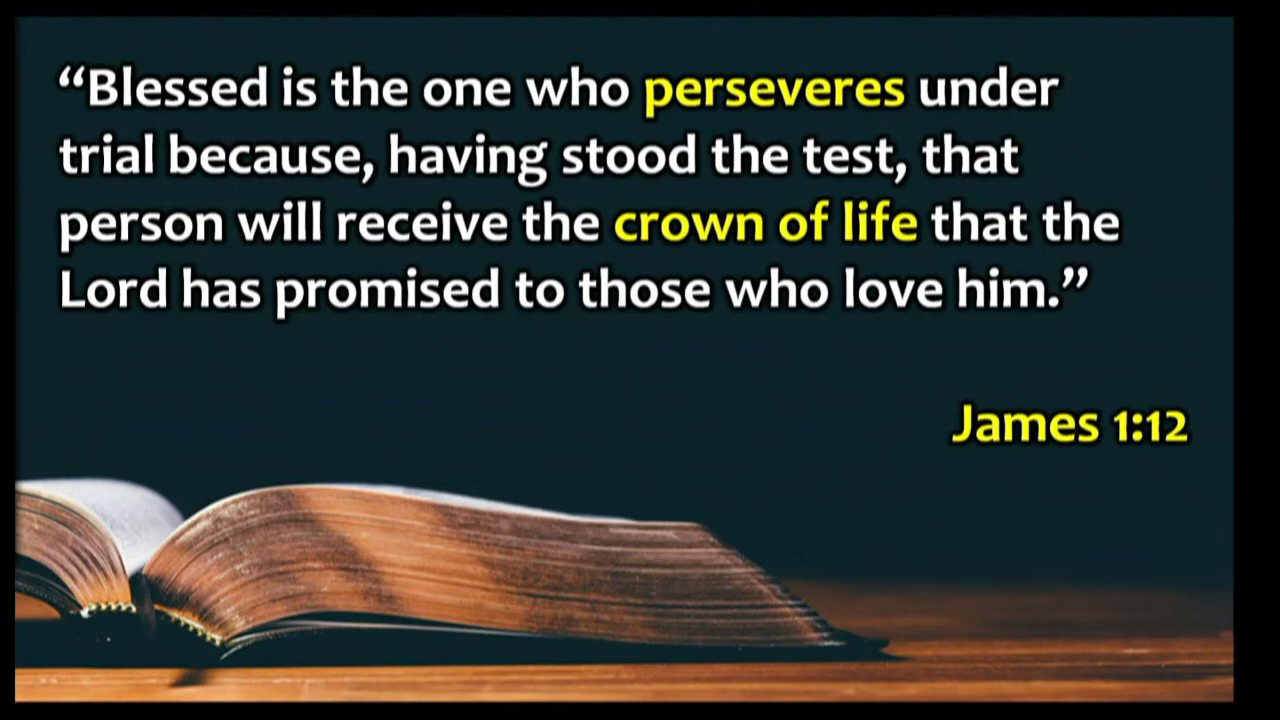 “Blessed is the one who perseveres under
trial because, having stood the test, that
person will receive the crown of life that the
Lord has promised to those who love him.”
James 1:12